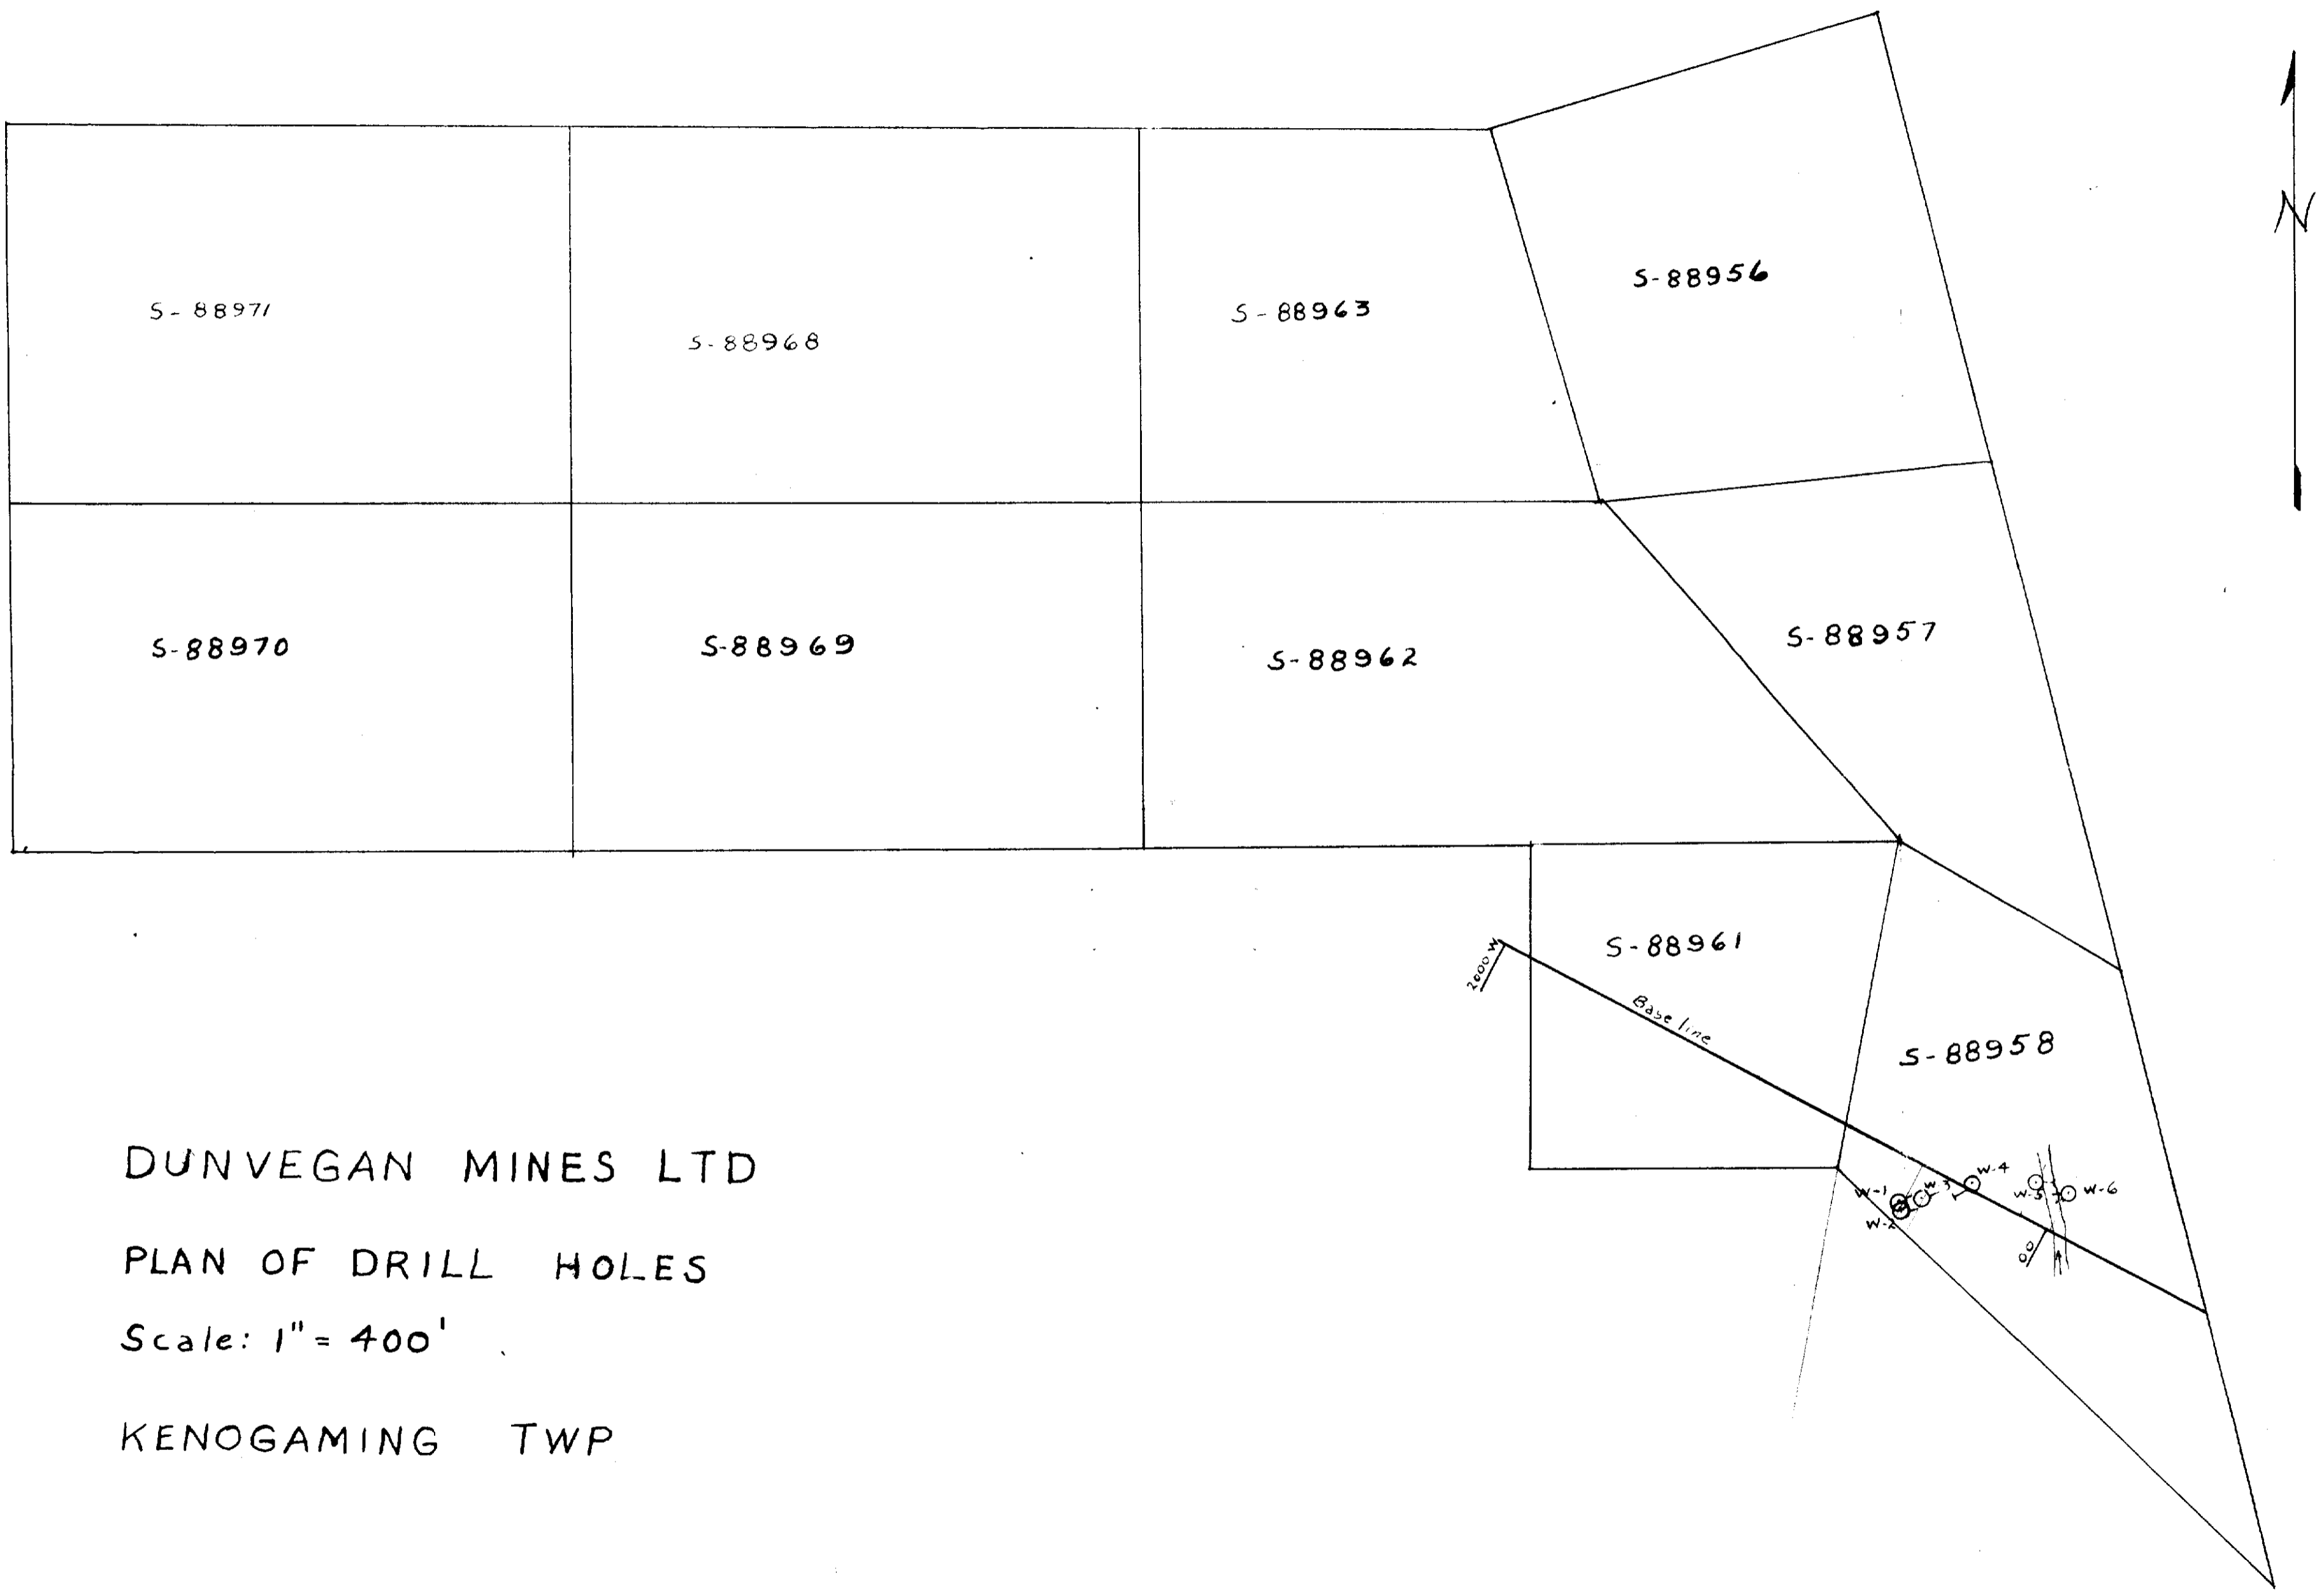 N
S-88956
S-88971
S-88968
S-88963
S-88957
S-88970
S-88969
S-88962
S-88961
2000 W
Base line
S-88958
W-1
W-2
W-3
W-4
W-5
W-6
00
DUNVEGAN MINES LTD
PLAN OF DRILL HOLES
Scale: 1" = 400'
KENOGAMING TWP